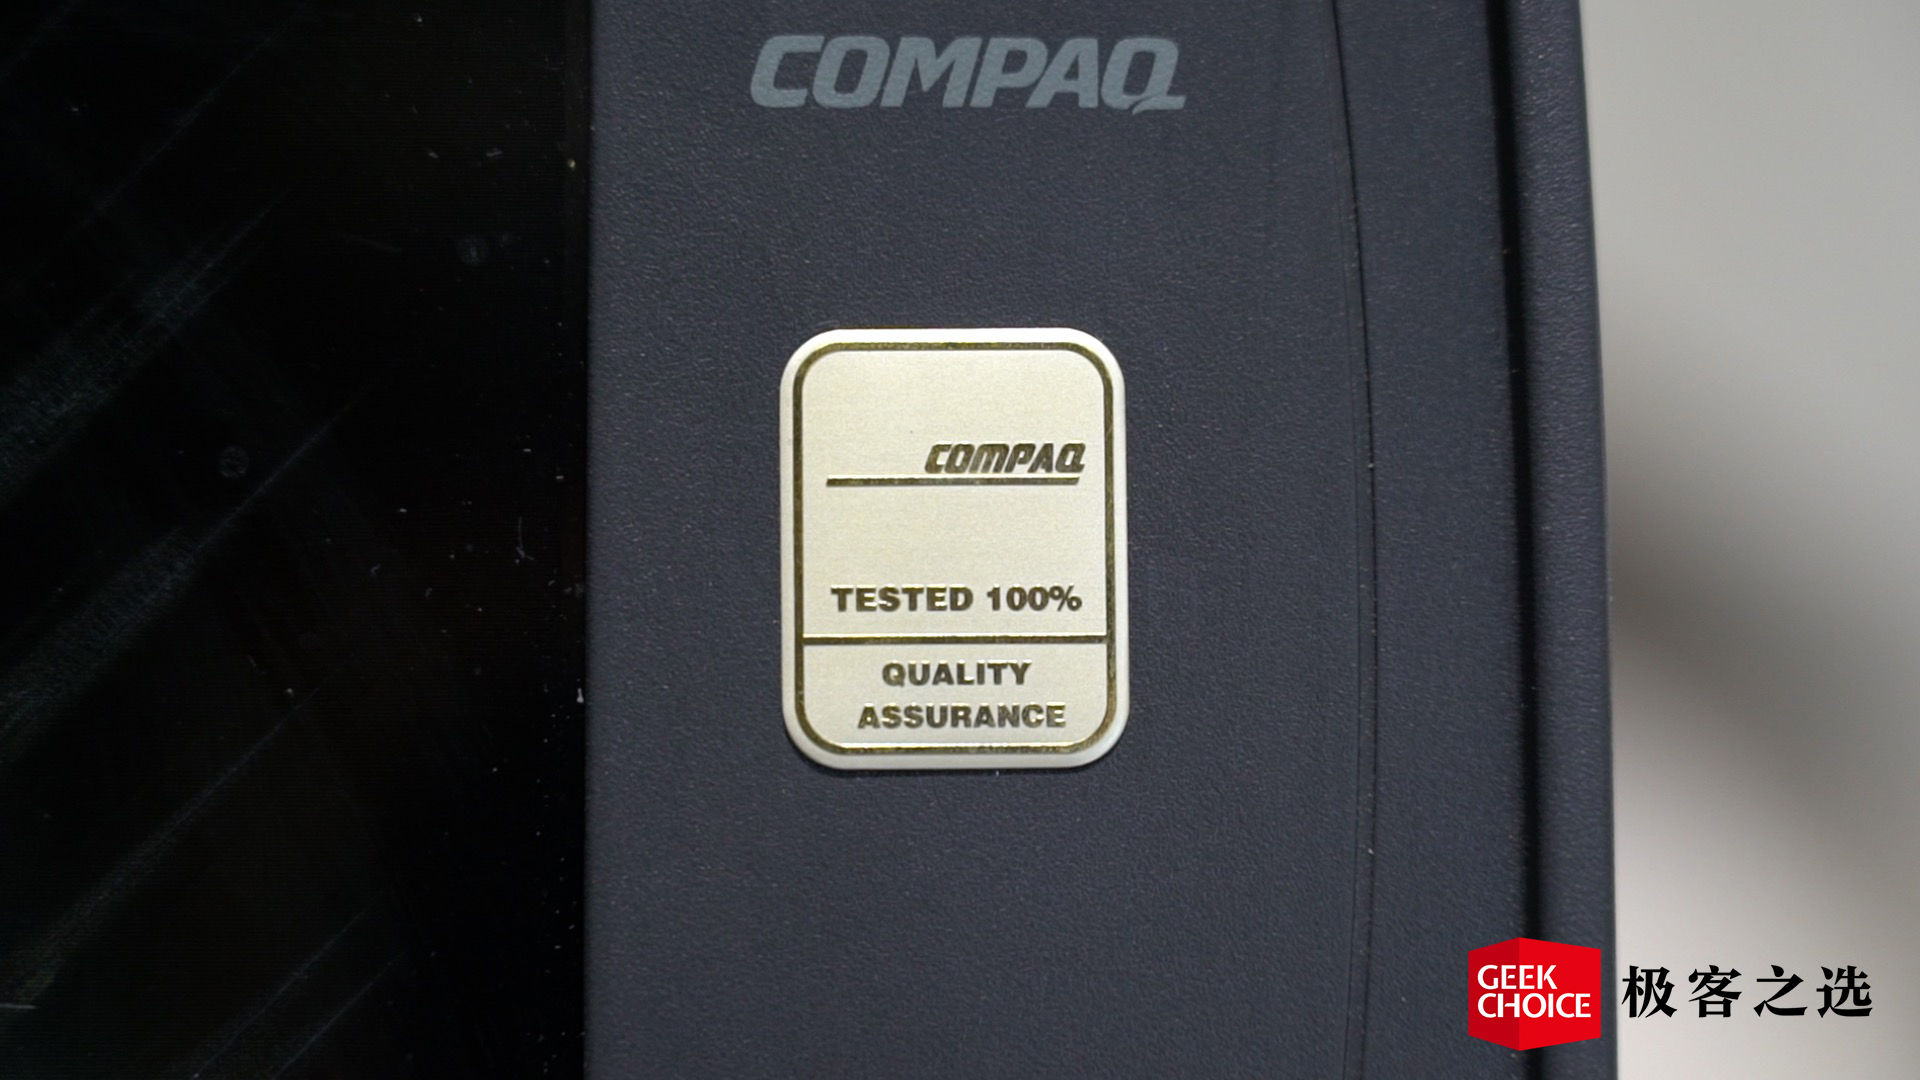 COMPAQ
COMPAQ
TESTED 100%
QUALITY
ASSURANCE
GEEK
CHOICE
极客之选